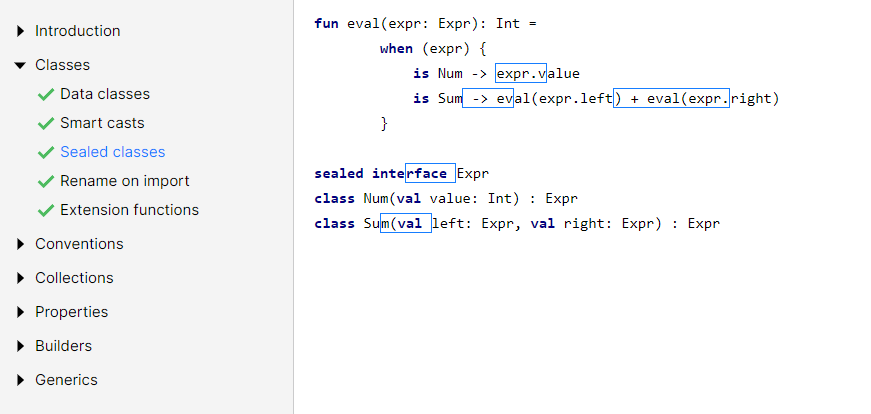 Introduction
Classes
Data classes
Smart casts
Sealed classes
Rename on import
Extension functions
Conventions
Collections
Properties
Builders
Generics
fun eval(expr: Expr): Int =
        when (expr) {
            is Num -> expr.value
            is Sum -> eval(expr.left) + eval(expr.right)
        }
sealed interface Expr
class Num(val value: Int) : Expr
class Sum(val left: Expr, val right: Expr) : Expr